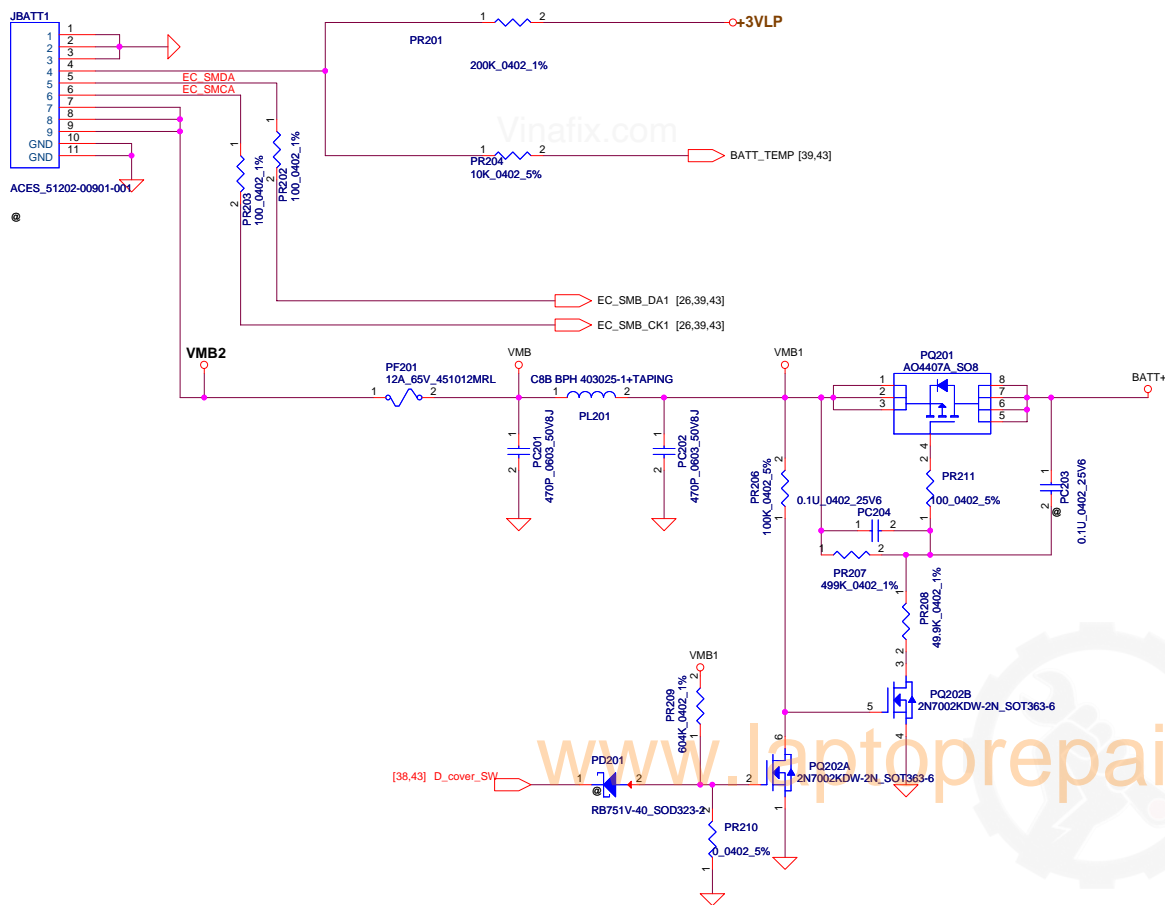 JBATT1
1
2
3
4
5
6
7
8
9
GND
GND
1
2
3
4
5
6
7
8
9
10
11
ACES_51202-00901-001
@
EC_SMDA
EC_SMCA
1
2
PR201
200K_0402_1%
+3VLP
Vinafix.com
1
2
PR204
10K_0402_5%
BATT_TEMP [39,43]
1
2
PR203
100_0402_1%
1
2
PR202
100_0402_1%
EC_SMB_DA1 [26,39,43]
EC_SMB_CK1 [26,39,43]
VMB2
PF201
12A_65V_451012MRL
1
2
VMB
C8B BPH 403025-1+TAPING
1
2
PL201
1
2
PC201
470P_0603_50V8J
1
2
PC202
470P_0603_50V8J
VMB1
2
PR206
100K_0402_5%
PQ201
AO4407A_SO8
1
2
3
8
7
6
5
4
BATT+
2
PR211
100_0402_5%
1
1
2
PC203
@
0.1U_0402_25V6
0.1U_0402_25V6
PC204
1
2
1
2
PR207
499K_0402_1%
1
PR208
49.9K_0402_1%
2
3
PQ202B
2N7002KDW-2N_SOT363-6
5
4
VMB1
2
PR209
604K_0402_1%
1
6
PQ202A
2N7002KDW-2N_SOT363-6
2
1
[38,43] D_cover_SW
PD201
1
2
@
RB751V-40_SOD323-2
2
PR210
0_0402_5%
1
www.laptoprepai